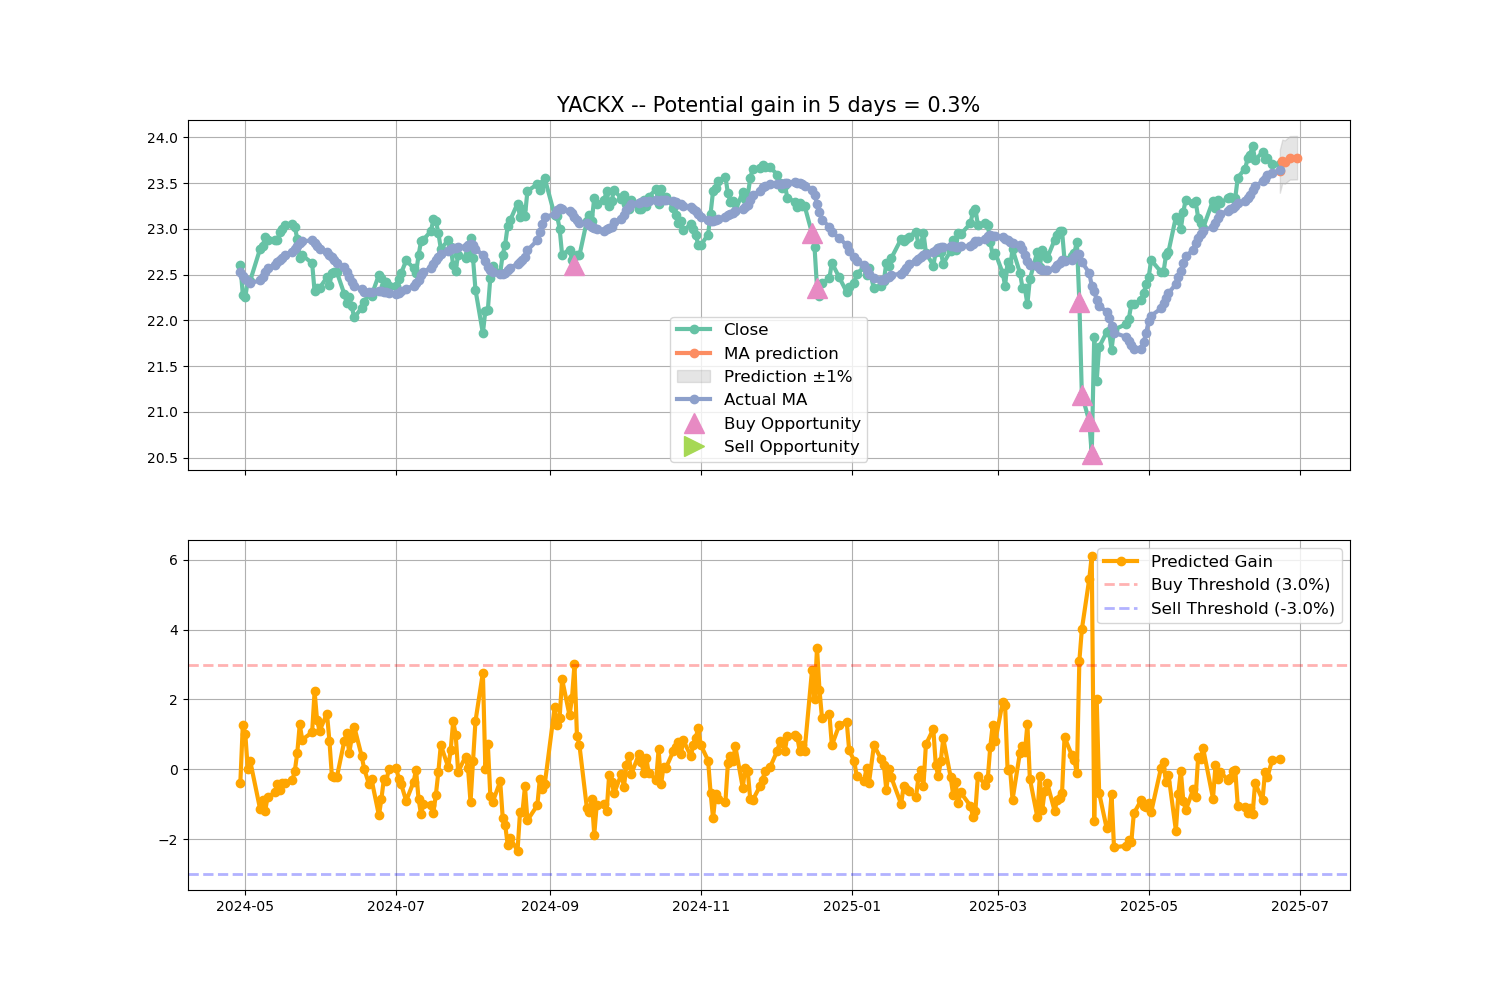 YACKX -- Potential gain in 5 days = 0.3%
24.0
23.5
23.0
22.5
22.0
21.5
21.0
20.5
Close
MA prediction
Prediction ±1%
Actual MA
Buy Opportunity
Sell Opportunity
6
4
2
0
−2
Predicted Gain
Buy Threshold (3.0%)
Sell Threshold (-3.0%)
2024-05 2024-07 2024-09 2024-11 2025-01 2025-03 2025-05 2025-07